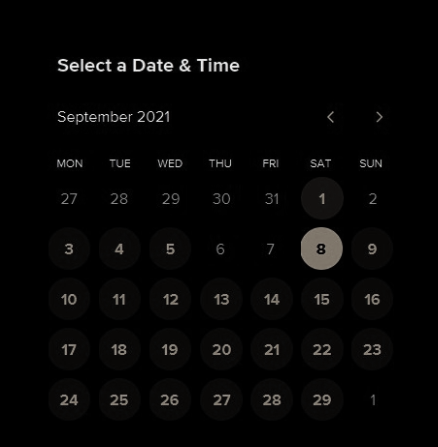 Select a Date & Time
September 2021
MON TUE WED THU FRI SAT SUN
27 28 29 30 31 1 2
3 4 5 6 7 8 9
10 11 12 13 14 15 16
17 18 19 20 21 22 23
24 25 26 27 28 29 1